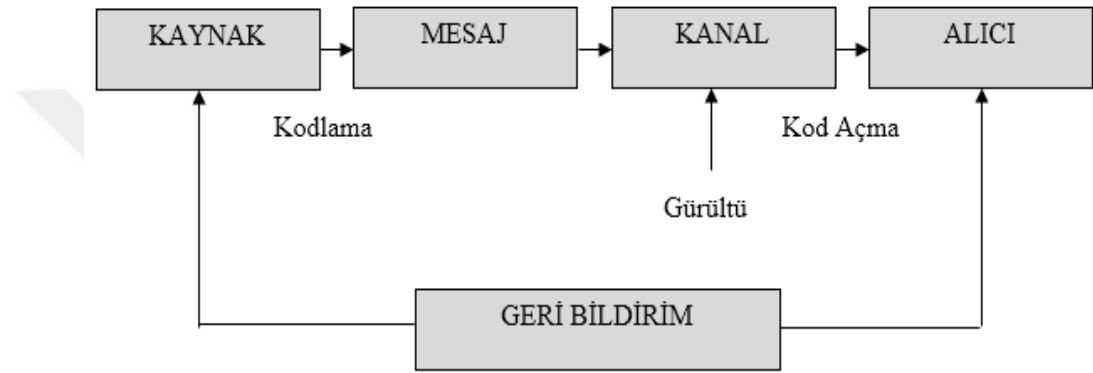 KAYNAK
MESAJ
KANAL
ALICI
Kodlama
Kod Açma
Gürültü
GERİ BİLDİRİM